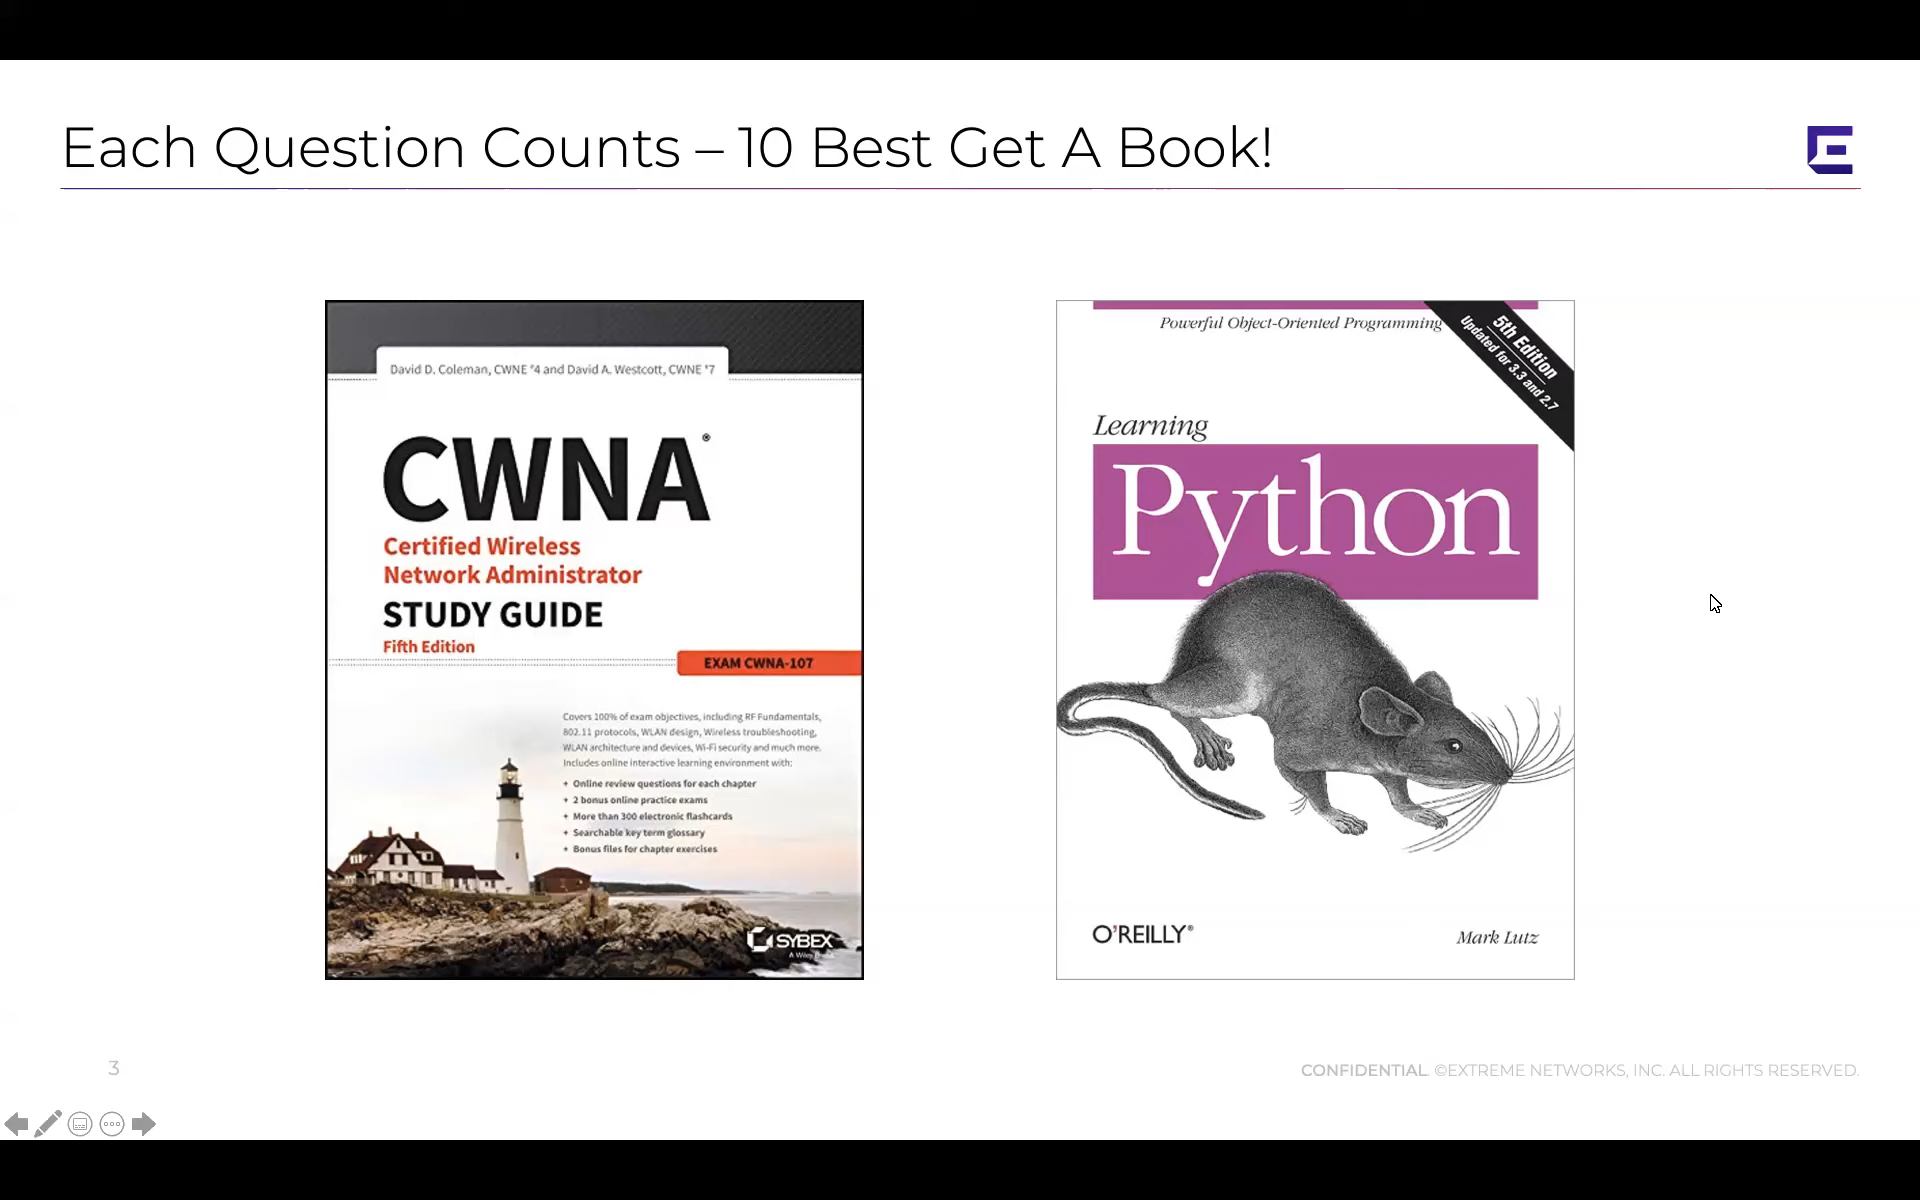 Each Question Counts – 10 Best Get A Book!
David D. Coleman, CWNE #4 and David A. Westcott, CWNE #7
CWNA®
Certified Wireless
Network Administrator
STUDY GUIDE
Fifth Edition
EXAM CWNA-107
Covers 100% of exam objectives, including RF Fundamentals,
802.11 protocols, WLAN design, Wireless troubleshooting,
WLAN architecture and devices, Wi-Fi security and much more.
Includes online interactive learning environment with:
+ Online review questions for each chapter
+ 2 bonus online practice exams
+ More than 300 electronic flashcards
+ Searchable key term glossary
+ Bonus files for chapter exercises
SYBEX
A Wiley
Powerful Object-Oriented Programming
5th Edition
Updated for 3.3 and 2.7
Learning
Python
O'REILLY®
Mark Lutz
3
CONFIDENTIAL. ©EXTREME NETWORKS, INC. ALL RIGHTS RESERVED.